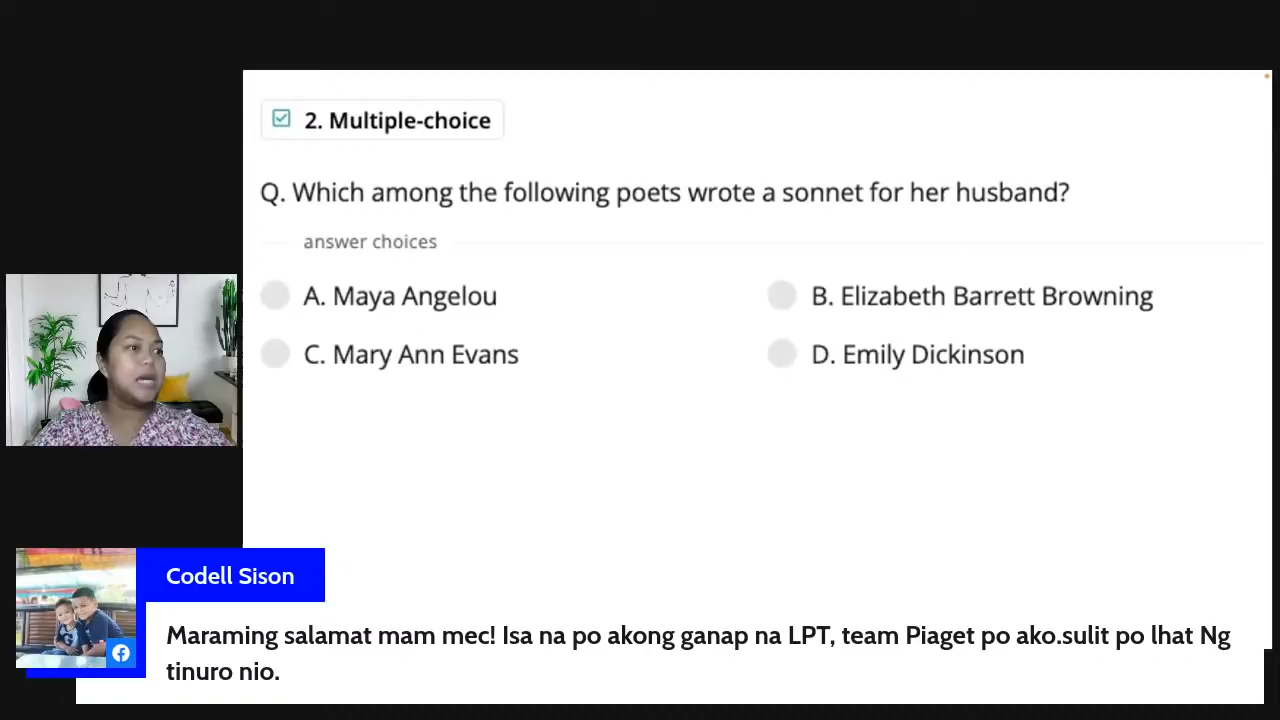 2. Multiple-choice
Q. Which among the following poets wrote a sonnet for her husband?
answer choices
A. Maya Angelou
B. Elizabeth Barrett Browning
C. Mary Ann Evans
D. Emily Dickinson
Codell Sison
Maraming salamat mam mec! Isa na po akong ganap na LPT, team Piaget po ako.sulit po lhat Ng
tinuro nio.